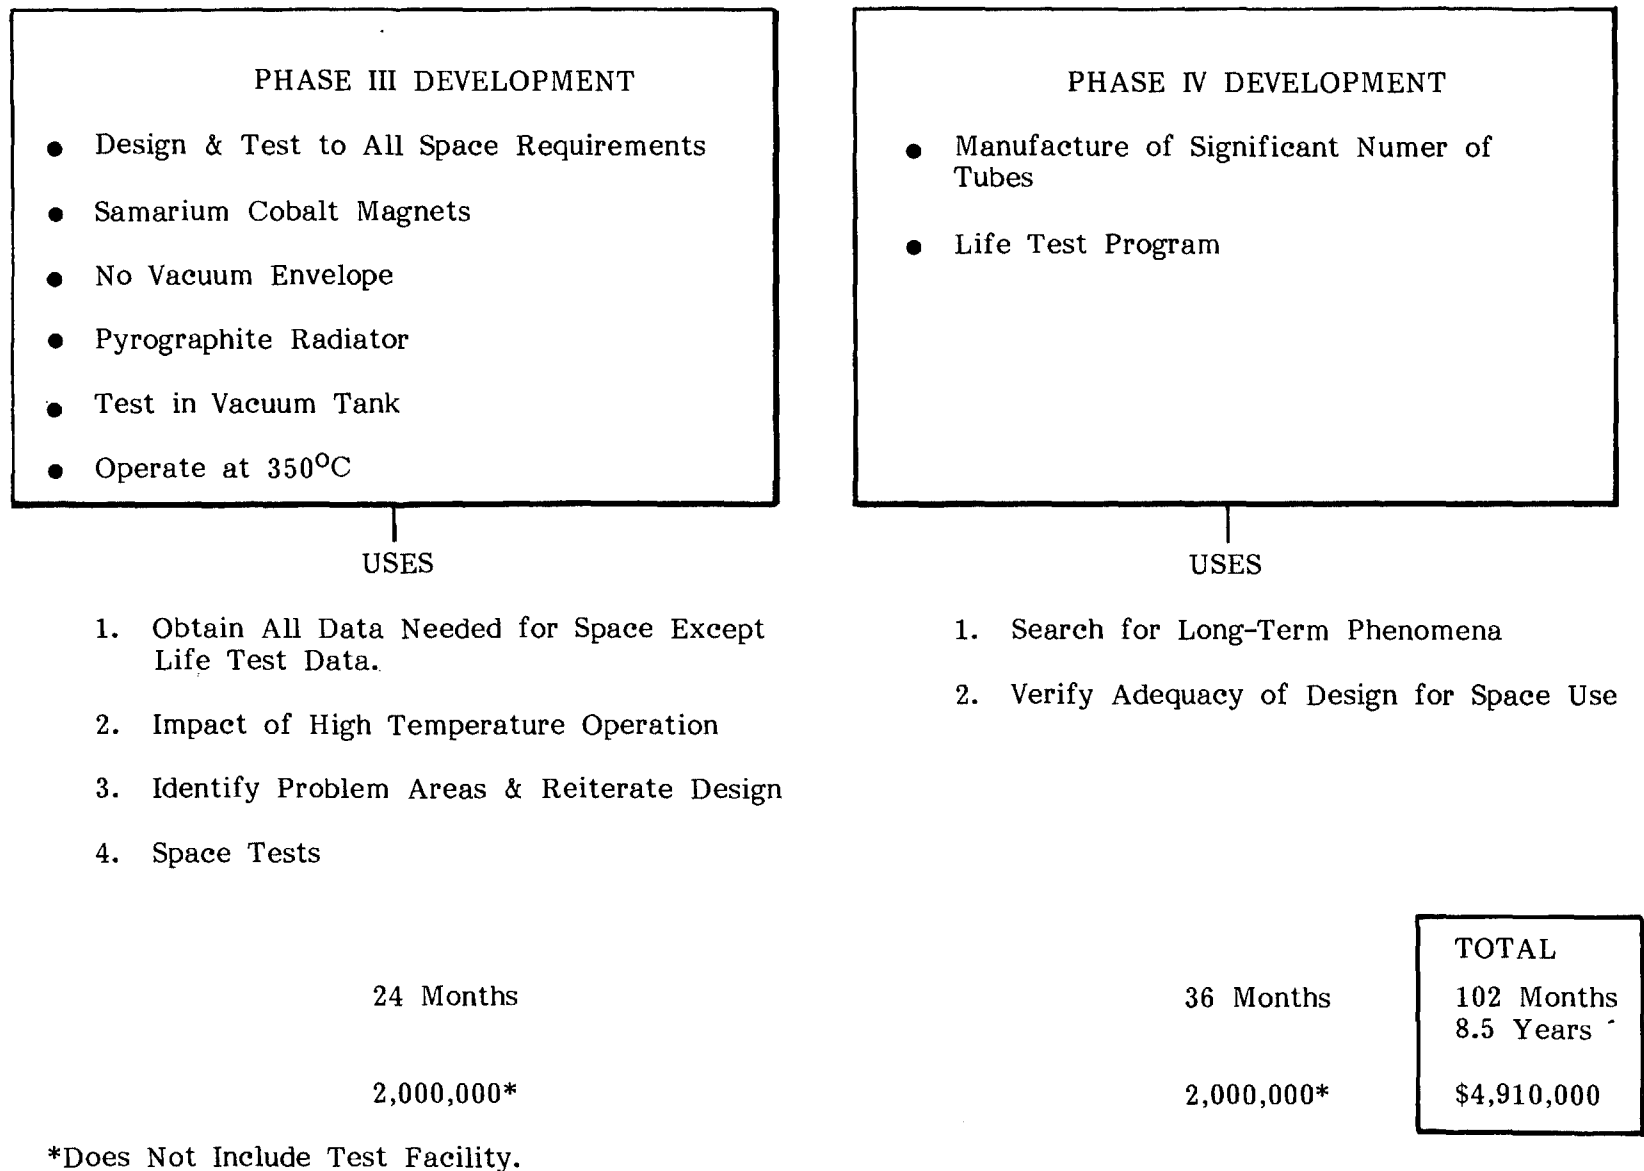 PHASE III DEVELOPMENT
● Design & Test to All Space Requirements
● Samarium Cobalt Magnets
● No Vacuum Envelope
● Pyrographite Radiator
● Test in Vacuum Tank
● Operate at 350°C
USES
1. Obtain All Data Needed for Space Except
Life Test Data.
2. Impact of High Temperature Operation
3. Identify Problem Areas & Reiterate Design
4. Space Tests
24 Months
2,000,000*
*Does Not Include Test Facility.
PHASE IV DEVELOPMENT
● Manufacture of Significant Numer of
Tubes
● Life Test Program
USES
1. Search for Long-Term Phenomena
2. Verify Adequacy of Design for Space Use
36 Months
2,000,000*
TOTAL
102 Months
8.5 Years
$4,910,000